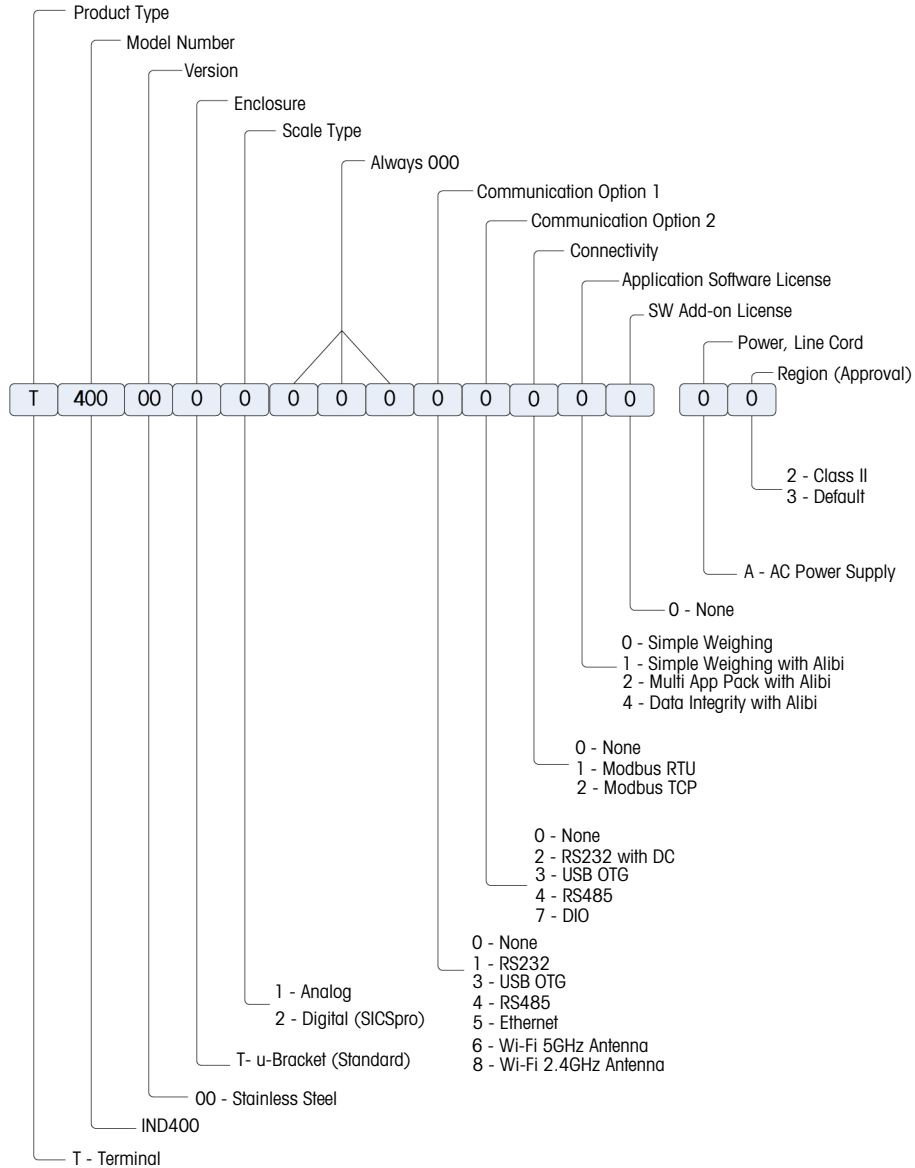 Product Type
Model Number
Version
Enclosure
Scale Type
Always 000
Communication Option 1
Communication Option 2
Connectivity
Application Software License
SW Add-on License
Power, Line Cord
Region (Approval)
T 400 00 0 0 0 0 0 0 0 0 0 0 0 0
2 - Class II
3 - Default
A - AC Power Supply
0 - None
0 - Simple Weighing
1 - Simple Weighing with Alibi
2 - Multi App Pack with Alibi
4 - Data Integrity with Alibi
0 - None
1 - Modbus RTU
2 - Modbus TCP
0 - None
2 - RS232 with DC
3 - USB OTG
4 - RS485
7 - DIO
0 - None
1 - RS232
3 - USB OTG
4 - RS485
5 - Ethernet
6 - Wi-Fi 5GHz Antenna
8 - Wi-Fi 2.4GHz Antenna
1 - Analog
2 - Digital (SICSpro)
T- u-Bracket (Standard)
00 - Stainless Steel
IND400
T - Terminal